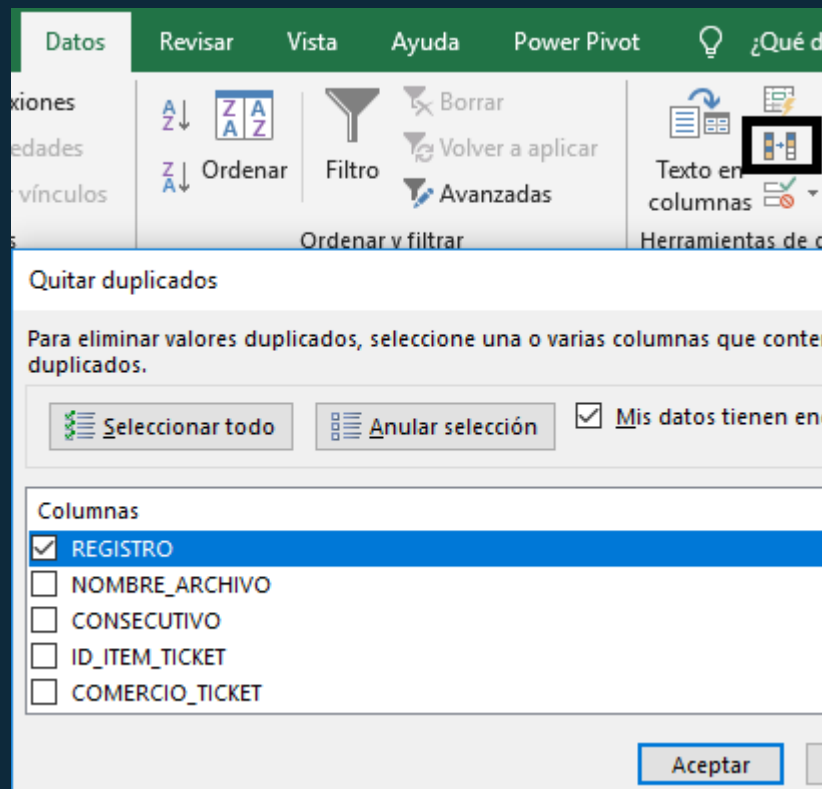 Datos Revisar Vista Ayuda Power Pivot ¿Qué d
xiones
edades
vínculos
Ordenar
Filtro
Borrar
Volver a aplicar
Avanzadas
Texto en
columnas
Ordenar y filtrar
Herramientas de
Quitar duplicados
Para eliminar valores duplicados, seleccione una o varias columnas que conte
duplicados.
Seleccionar todo Anular selección Mis datos tienen en
Columnas
REGISTRO
NOMBRE_ARCHIVO
CONSECUTIVO
ID_ITEM_TICKET
COMERCIO_TICKET
Aceptar